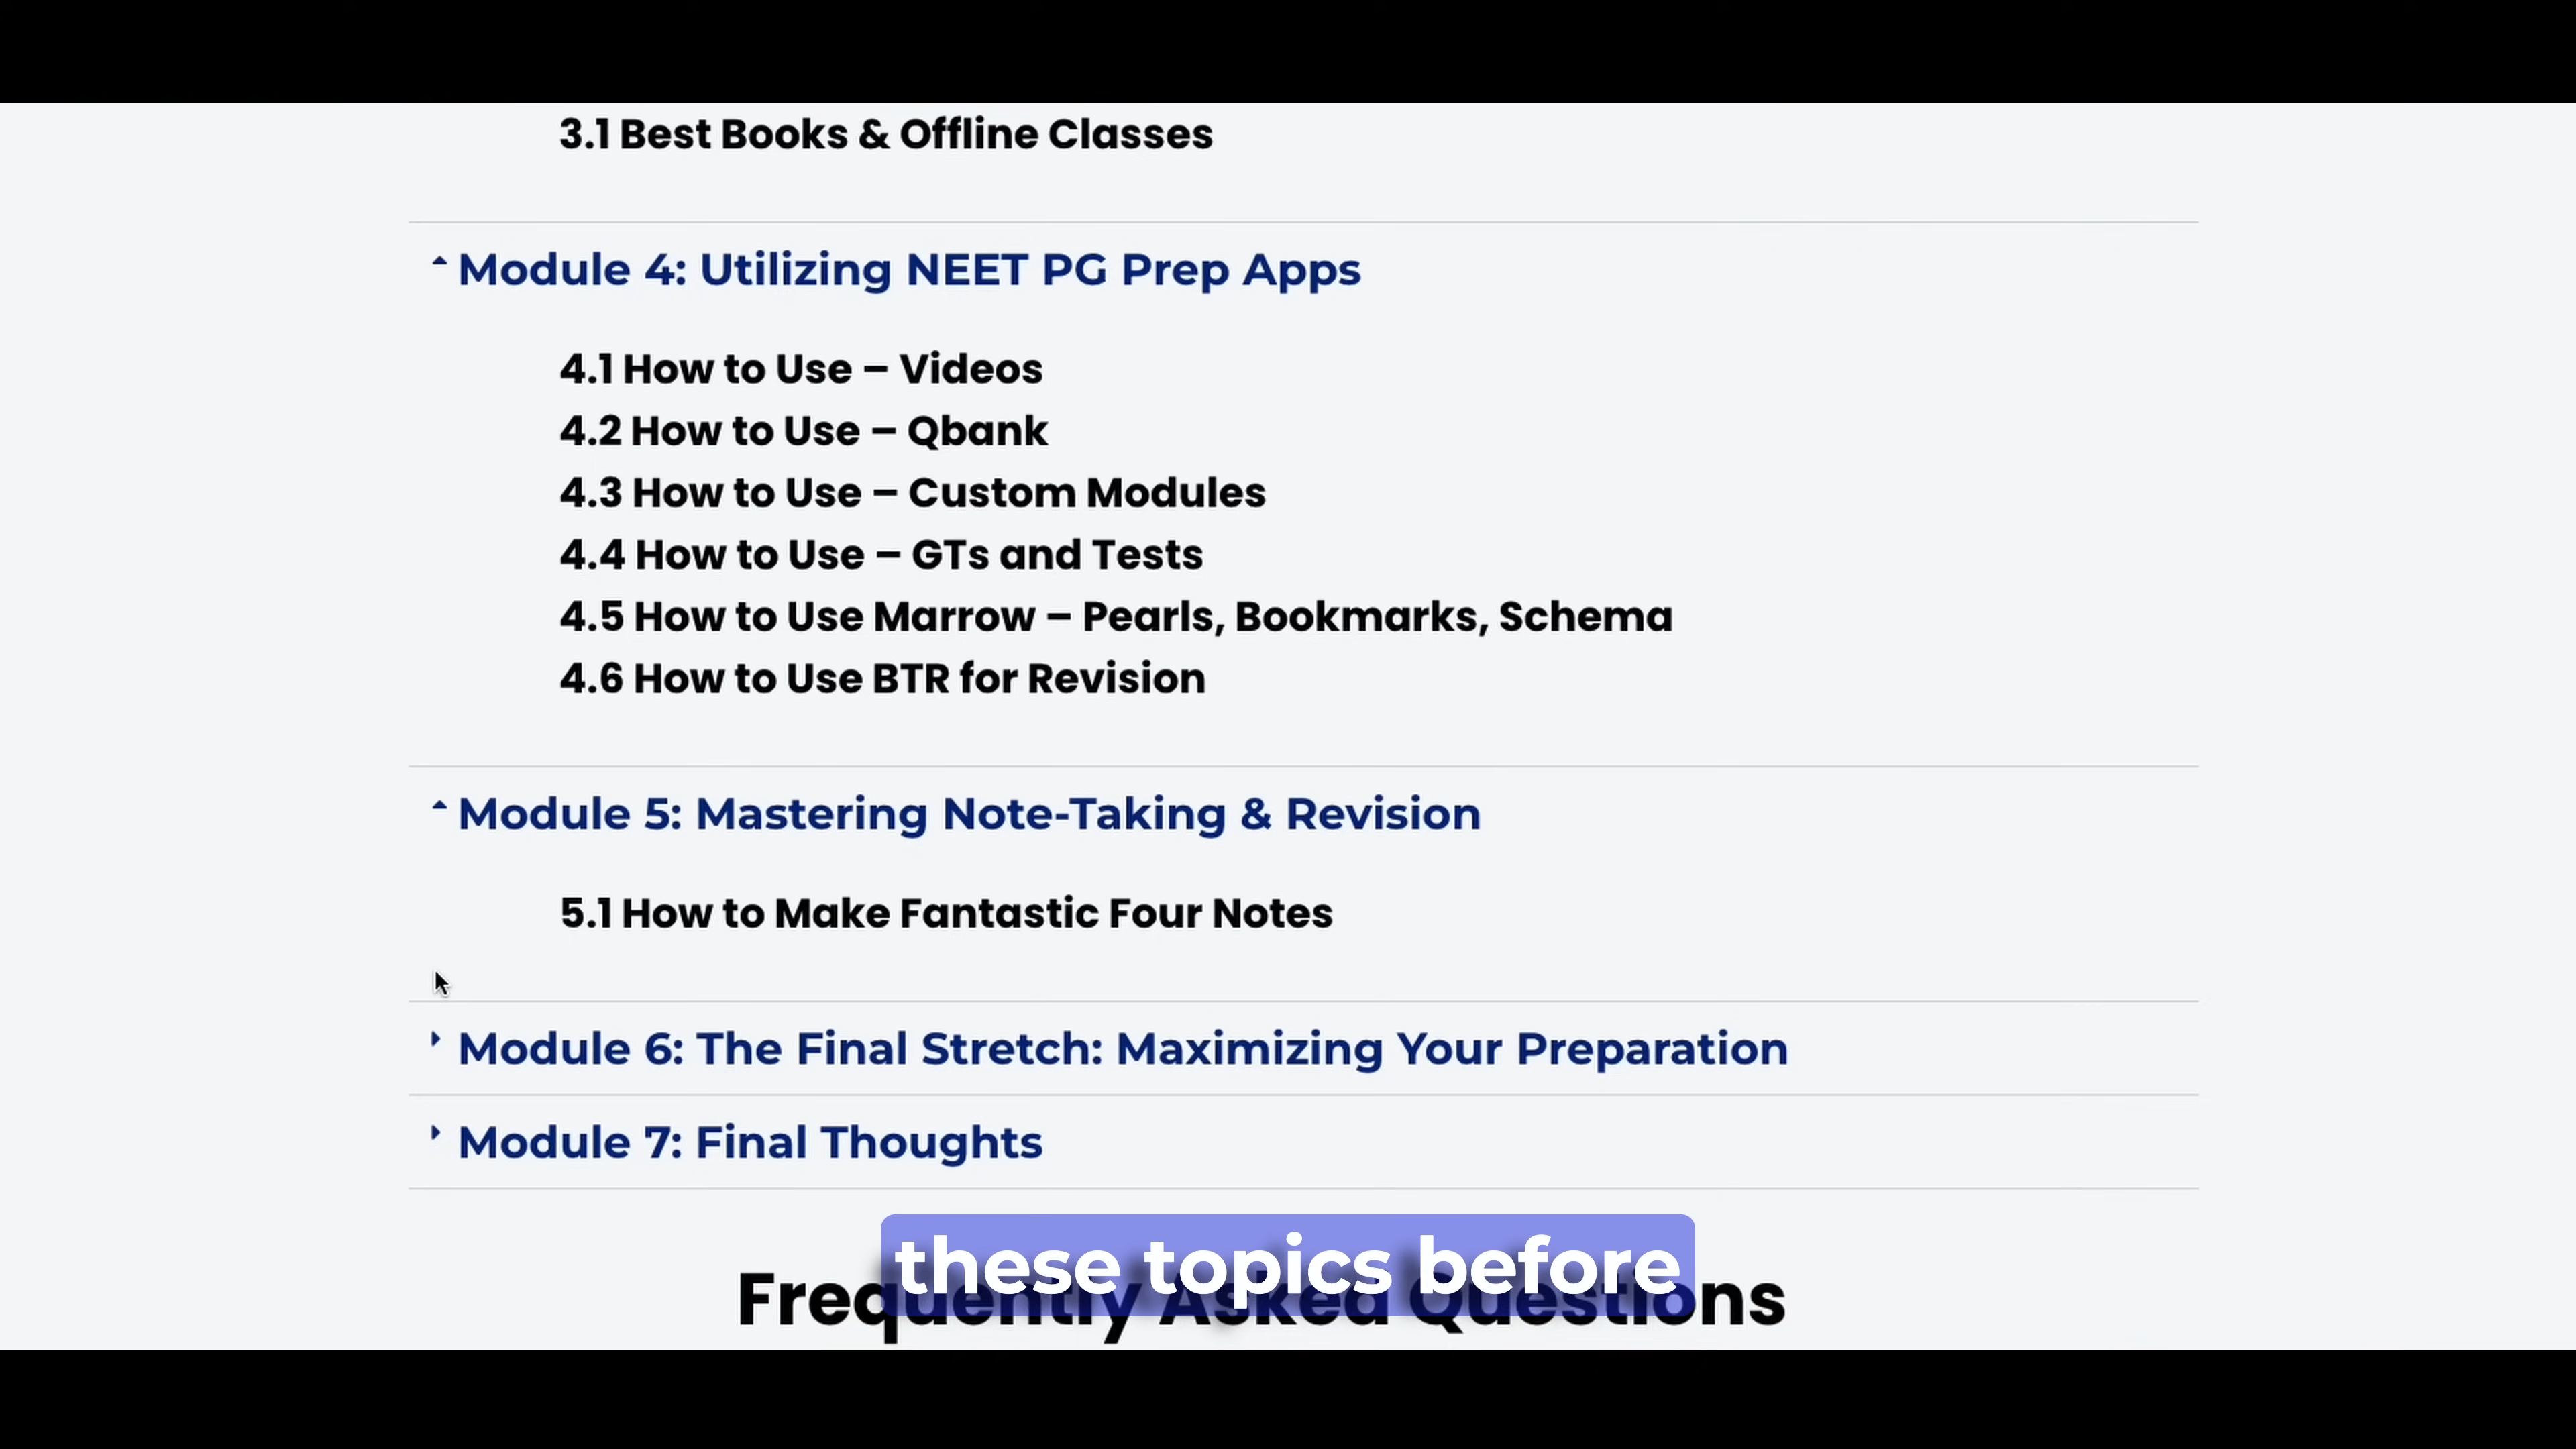 3.1 Best Books & Offline Classes
Module 4: Utilizing NEET PG Prep Apps
4.1 How to Use – Videos
4.2 How to Use – Qbank
4.3 How to Use – Custom Modules
4.4 How to Use – GTs and Tests
4.5 How to Use Marrow – Pearls, Bookmarks, Schema
4.6 How to Use BTR for Revision
Module 5: Mastering Note-Taking & Revision
5.1 How to Make Fantastic Four Notes
Module 6: The Final Stretch: Maximizing Your Preparation
Module 7: Final Thoughts
these topics before
Frequently Asked Questions